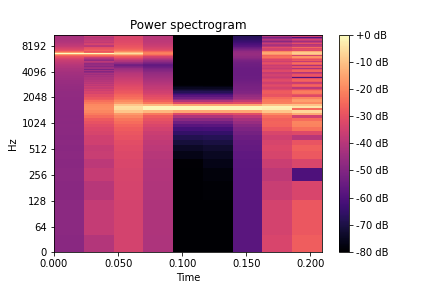 Power spectrogram
8192
4096
2048
1024
512
256
128
64
0
Hz
0.000
0.050
0.100
0.150
0.200
Time
+0 dB
-10 dB
-20 dB
-30 dB
-40 dB
-50 dB
-60 dB
-70 dB
-80 dB